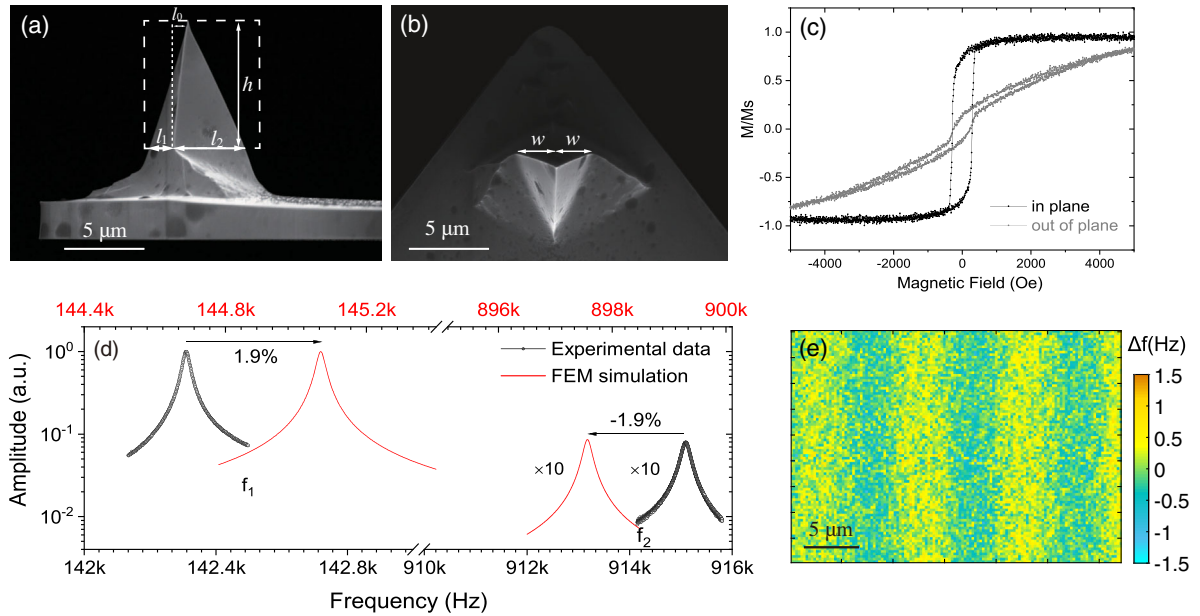 (a)
l0
h
l1
l2
5 μm
(b)
w w
5 μm
(c)
M/Ms
1.0
0.5
0.0
-0.5
-1.0
in plane
out of plane
-4000 -2000 0 2000 4000
Magnetic Field (Oe)
144.4k 144.8k 145.2k 896k 898k 900k
(d)
1.9%
Experimental data
FEM simulation
-1.9%
×10 ×10
f1
f2
Amplitude (a.u.)
10⁰
10⁻¹
10⁻²
142k 142.4k 142.8k 910k 912k 914k 916k
Frequency (Hz)
(e)
5 μm
Δf(Hz)
1.5
1
0.5
0
-0.5
-1
-1.5